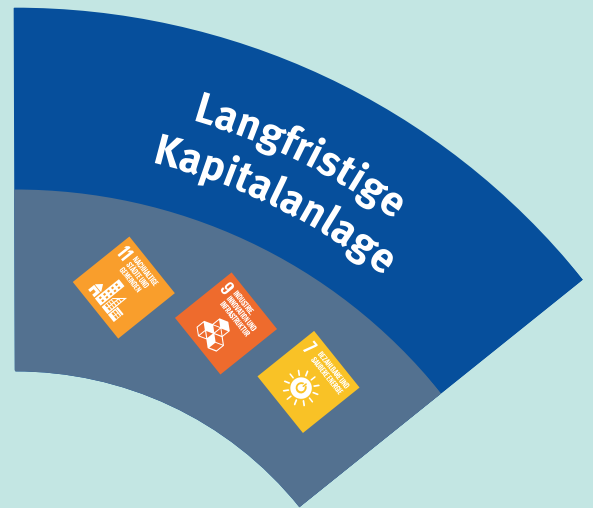 Langfristige
Kapitalanlage
11 NACHHALTIGE
STÄDTE UND
GEMEINDEN
9 INDUSTRIE,
INNOVATION UND
INFRASTRUKTUR
7 BEZAHLBARE UND
SAUBERE ENERGIE